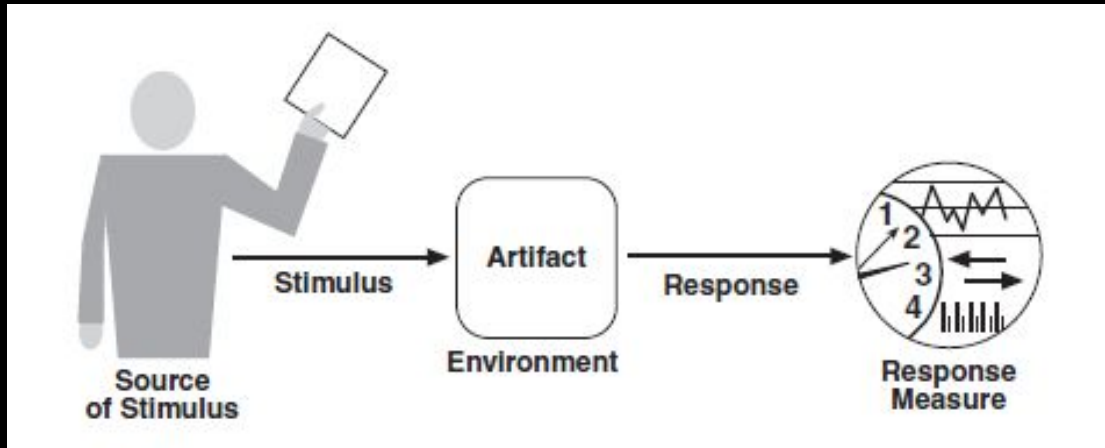 Source
of Stimulus
Stimulus
Artifact
Environment
Response
1
2
3
4
Response
Measure